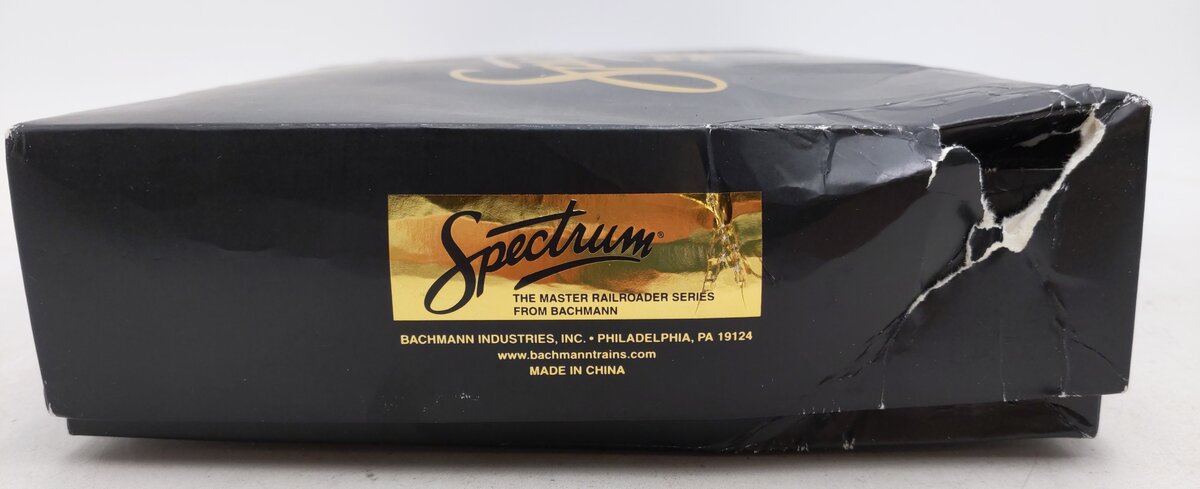 Spectrum®
THE MASTER RAILROADER SERIES
FROM BACHMANN
BACHMANN INDUSTRIES, INC. • PHILADELPHIA, PA 19124
www.bachmanntrains.com
MADE IN CHINA